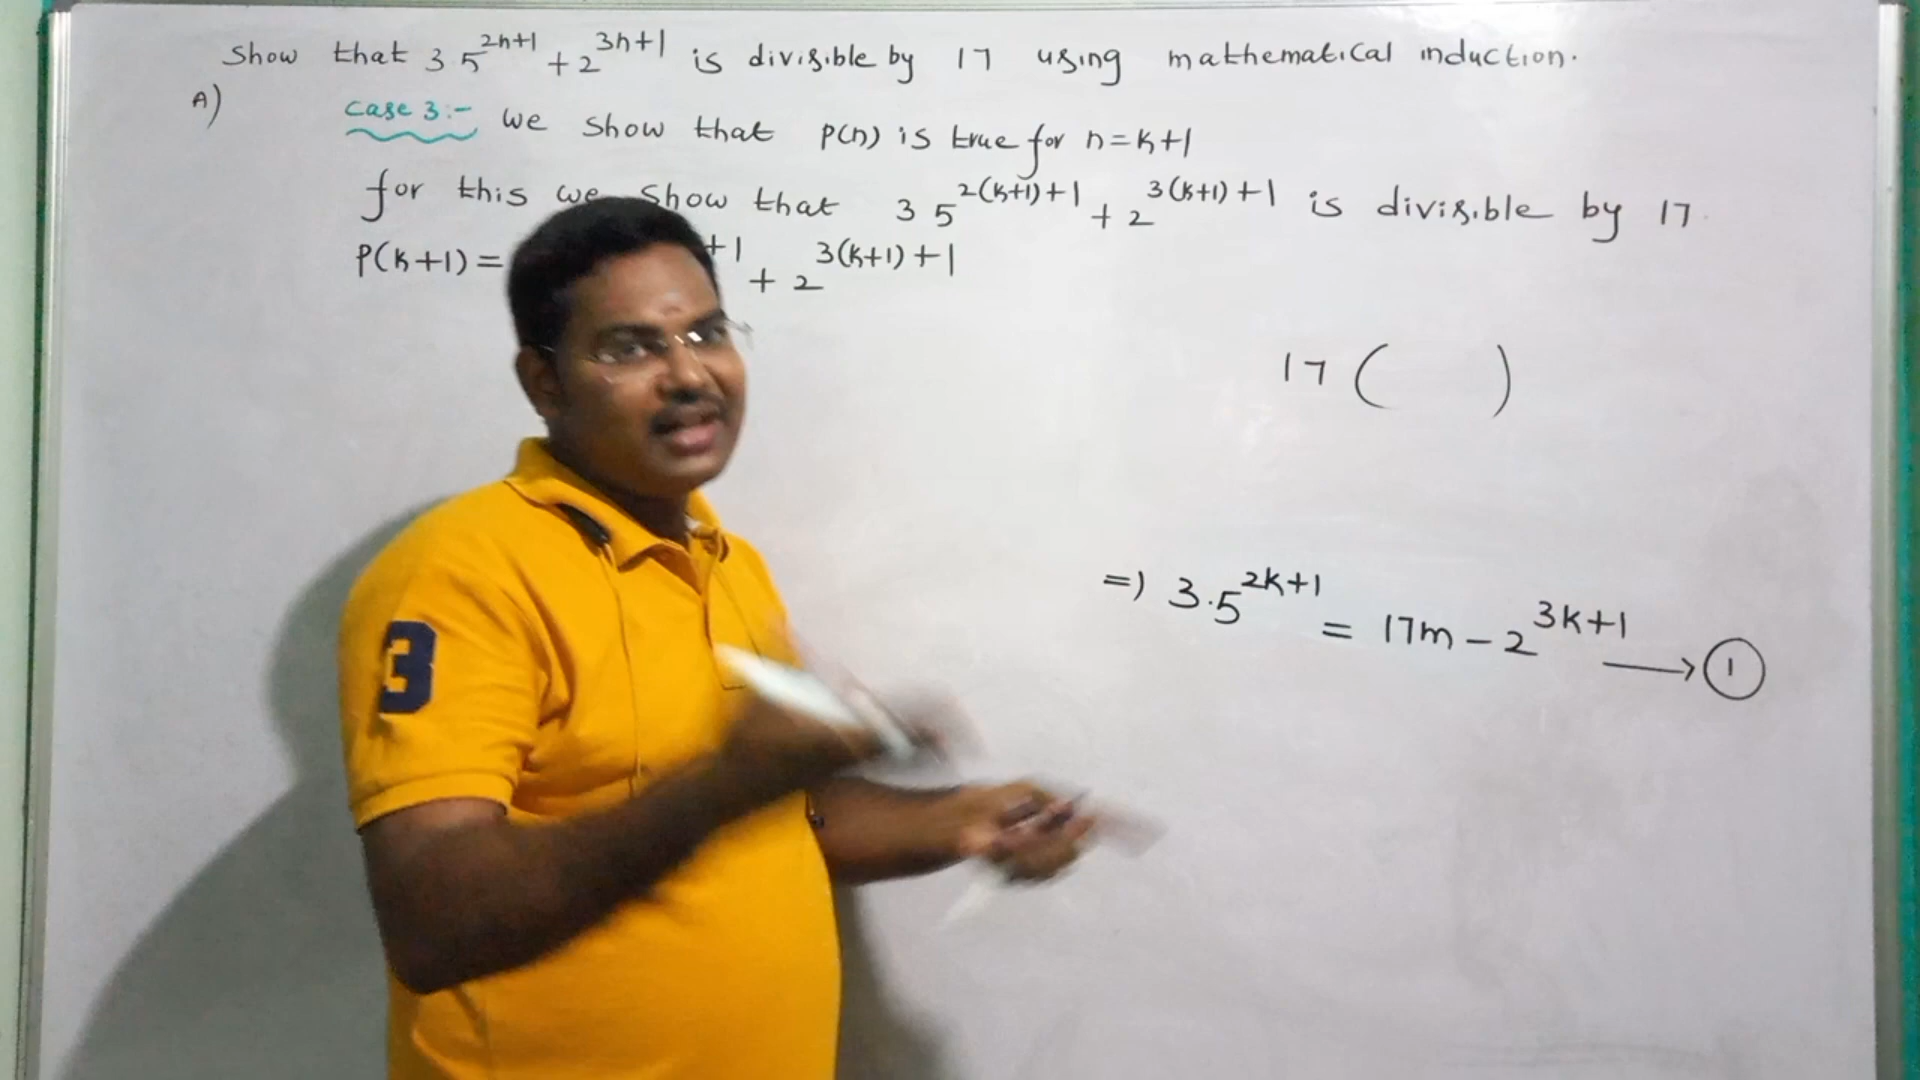 Show that 3.5^{2n+1} + 2^{3n+1} is divisible by 17 using mathematical induction.
A)
Case 3:- We show that P(n) is true for n=k+1
for this we show that 3 5^{2(k+1)+1} + 2^{3(k+1)+1} is divisible by 17.
P(k+1) = +1 + 2^{3(k+1)+1}
17 ( )
=) 3.5^{2k+1} = 17m - 2^{3k+1} → 1
3